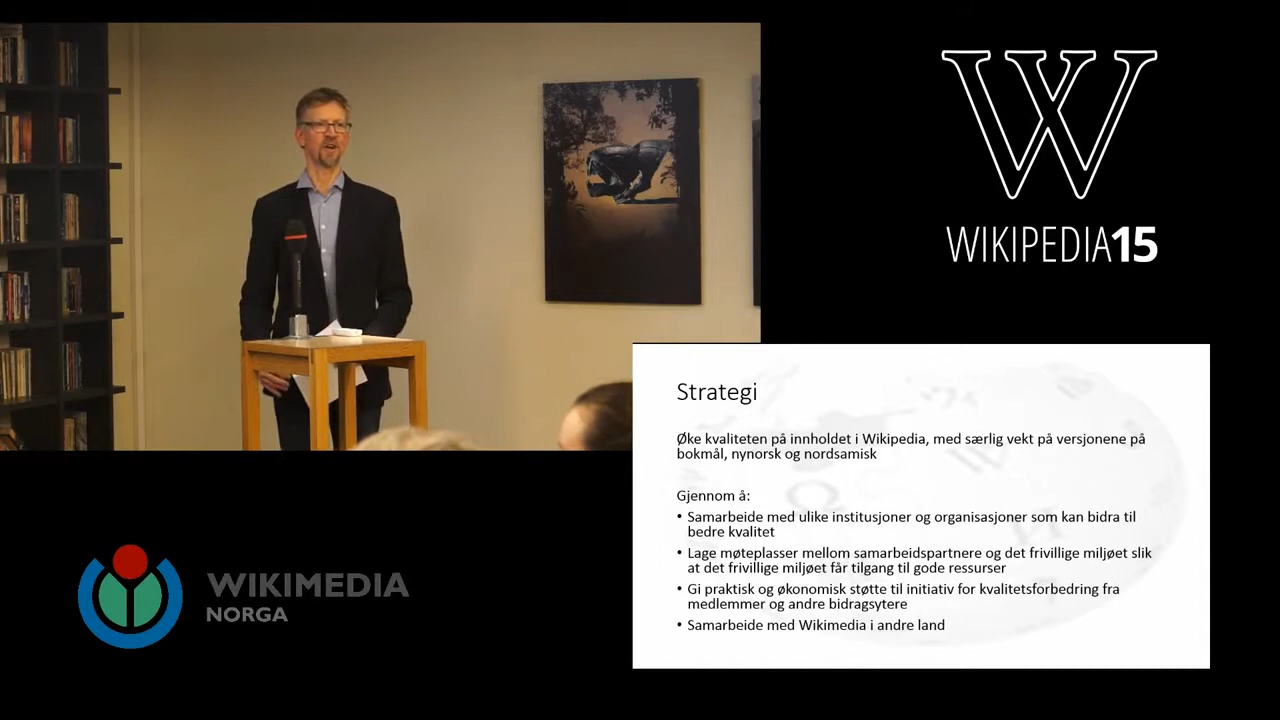 WIKIPEDIA15
Strategi
Øke kvaliteten på innholdet i Wikipedia, med særlig vekt på versjonene på
bokmål, nynorsk og nordsamisk
Gjennom å:
• Samarbeide med ulike institusjoner og organisasjoner som kan bidra til
bedre kvalitet
• Lage møteplasser mellom samarbeidspartnere og det frivillige miljøet slik
at det frivillige miljøet får tilgang til gode ressurser
• Gi praktisk og økonomisk støtte til initiativ for kvalitetsforbedring fra
medlemmer og andre bidragsytere
• Samarbeide med Wikimedia i andre land
WIKIMEDIA
NORGA